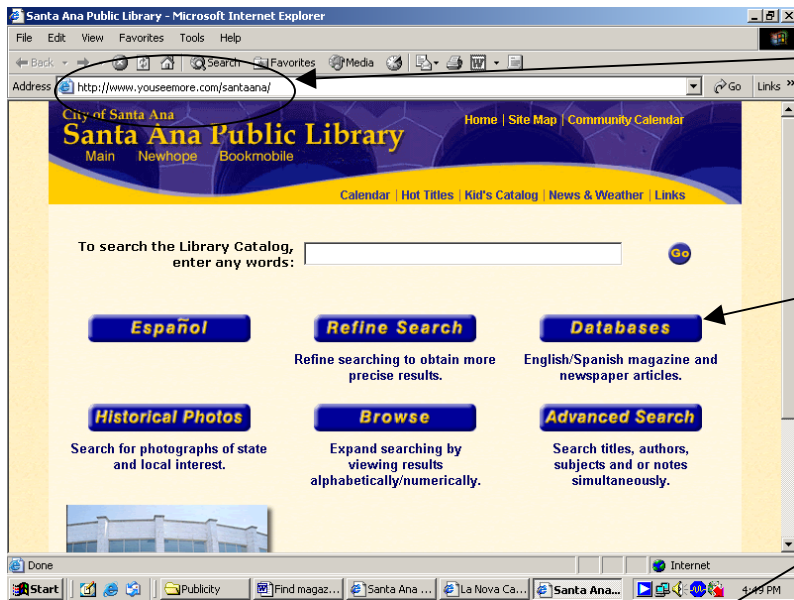 Santa Ana Public Library - Microsoft Internet Explorer
File Edit View Favorites Tools Help
Back Search Favorites Media
Address http://www.youseemore.com/santaana/ Go Links »
City of Santa Ana
Santa Ana Public Library
Main Newhope Bookmobile
Home | Site Map | Community Calendar
Calendar | Hot Titles | Kid's Catalog | News & Weather | Links
To search the Library Catalog,
enter any words:
Go
Español Refine Search Databases
Refine searching to obtain more
precise results.
English/Spanish magazine and
newspaper articles.
Historical Photos Browse Advanced Search
Search for photographs of state
and local interest.
Expand searching by
viewing results
alphabetically/numerically.
Search titles, authors,
subjects and or notes
simultaneously.
Done Internet
Start Publicity Find magaz... Santa Ana ... La Nova Ca... Santa Ana... 4:49 PM